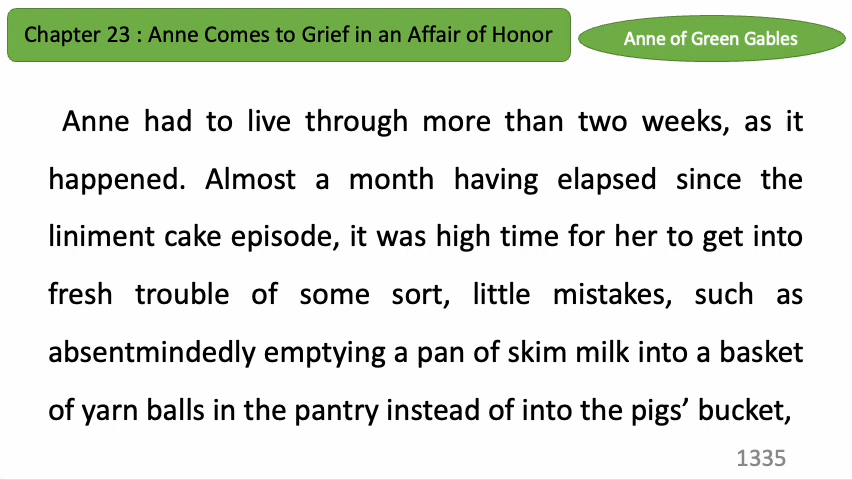 Chapter 23 : Anne Comes to Grief in an Affair of Honor
Anne of Green Gables
Anne had to live through more than two weeks, as it
happened. Almost a month having elapsed since the
liniment cake episode, it was high time for her to get into
fresh trouble of some sort, little mistakes, such as
absentmindedly emptying a pan of skim milk into a basket
of yarn balls in the pantry instead of into the pigs’ bucket,
1335